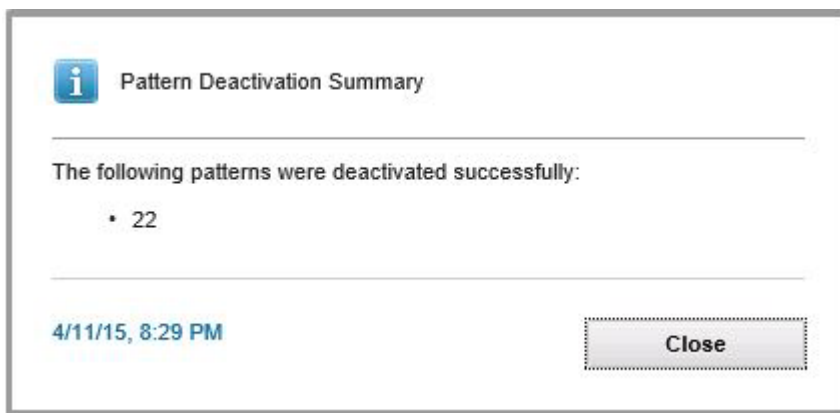 Pattern Deactivation Summary
The following patterns were deactivated successfully:
• 22
4/11/15, 8:29 PM
Close